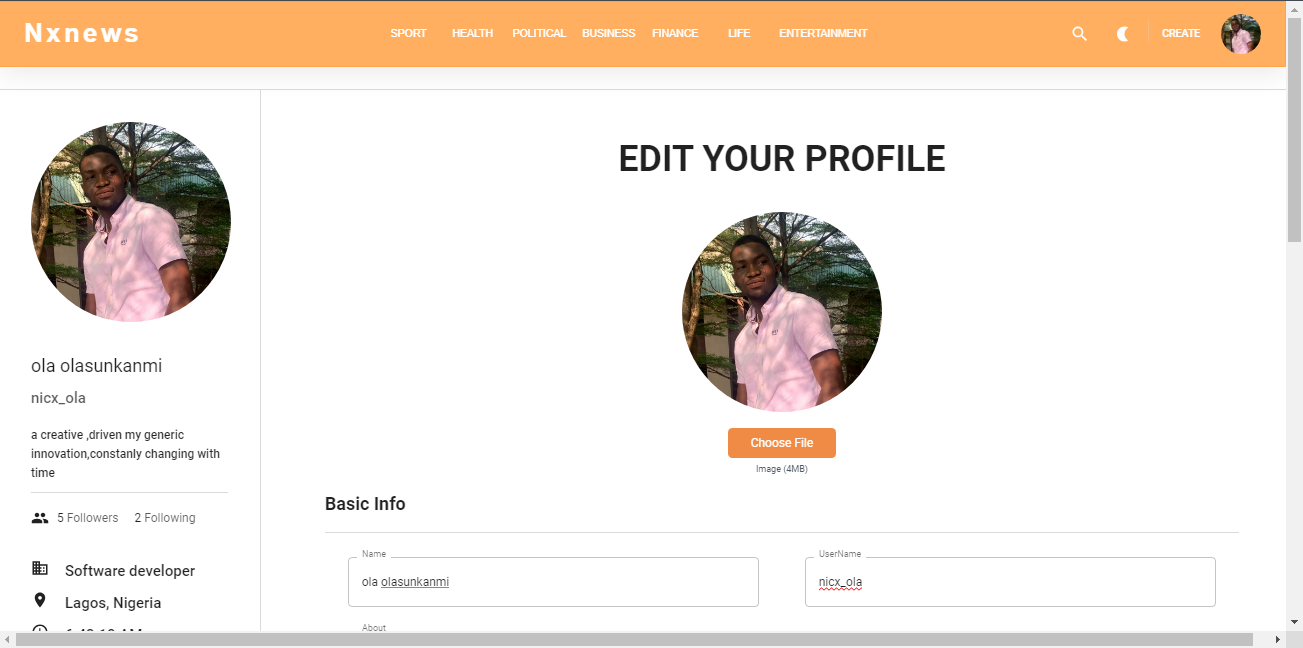 Nxnews
SPORT HEALTH POLITICAL BUSINESS FINANCE LIFE ENTERTAINMENT
CREATE
EDIT YOUR PROFILE
ola olasunkanmi
nicx_ola
a creative ,driven my generic
innovation,constanly changing with
time
5 Followers 2 Following
Software developer
Lagos, Nigeria
Choose File
Image (4MB)
Basic Info
Name
ola olasunkanmi
UserName
nicx_ola
About